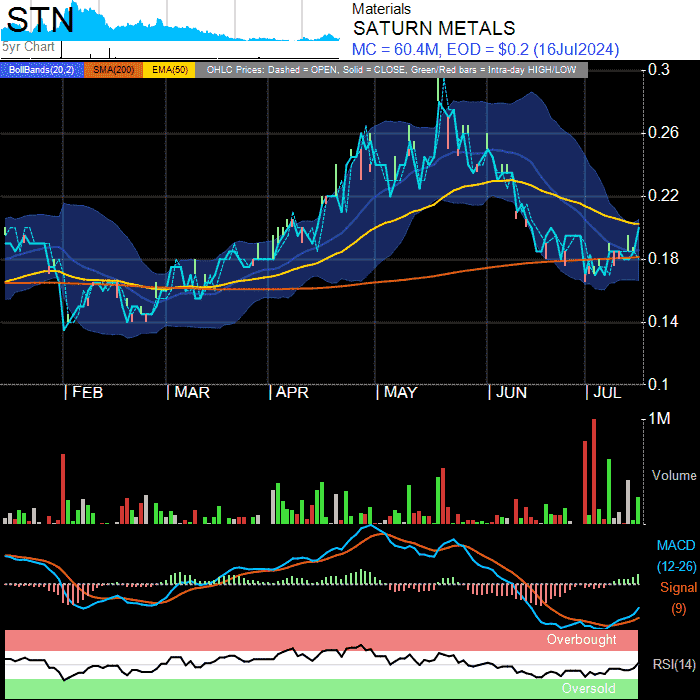 STN
5yr Chart
Materials
SATURN METALS
MC = 60.4M, EOD = $0.2 (16Jul2024)
BollBands(20,2) SMA(200) EMA(50) OHLC Prices: Dashed = OPEN, Solid = CLOSE, Green/Red bars = Intra-day HIGH/LOW
0.3
0.26
0.22
0.18
0.14
0.1
FEB MAR APR MAY JUN JUL
1M
Volume
MACD
(12-26)
Signal
(9)
Overbought
RSI(14)
Oversold